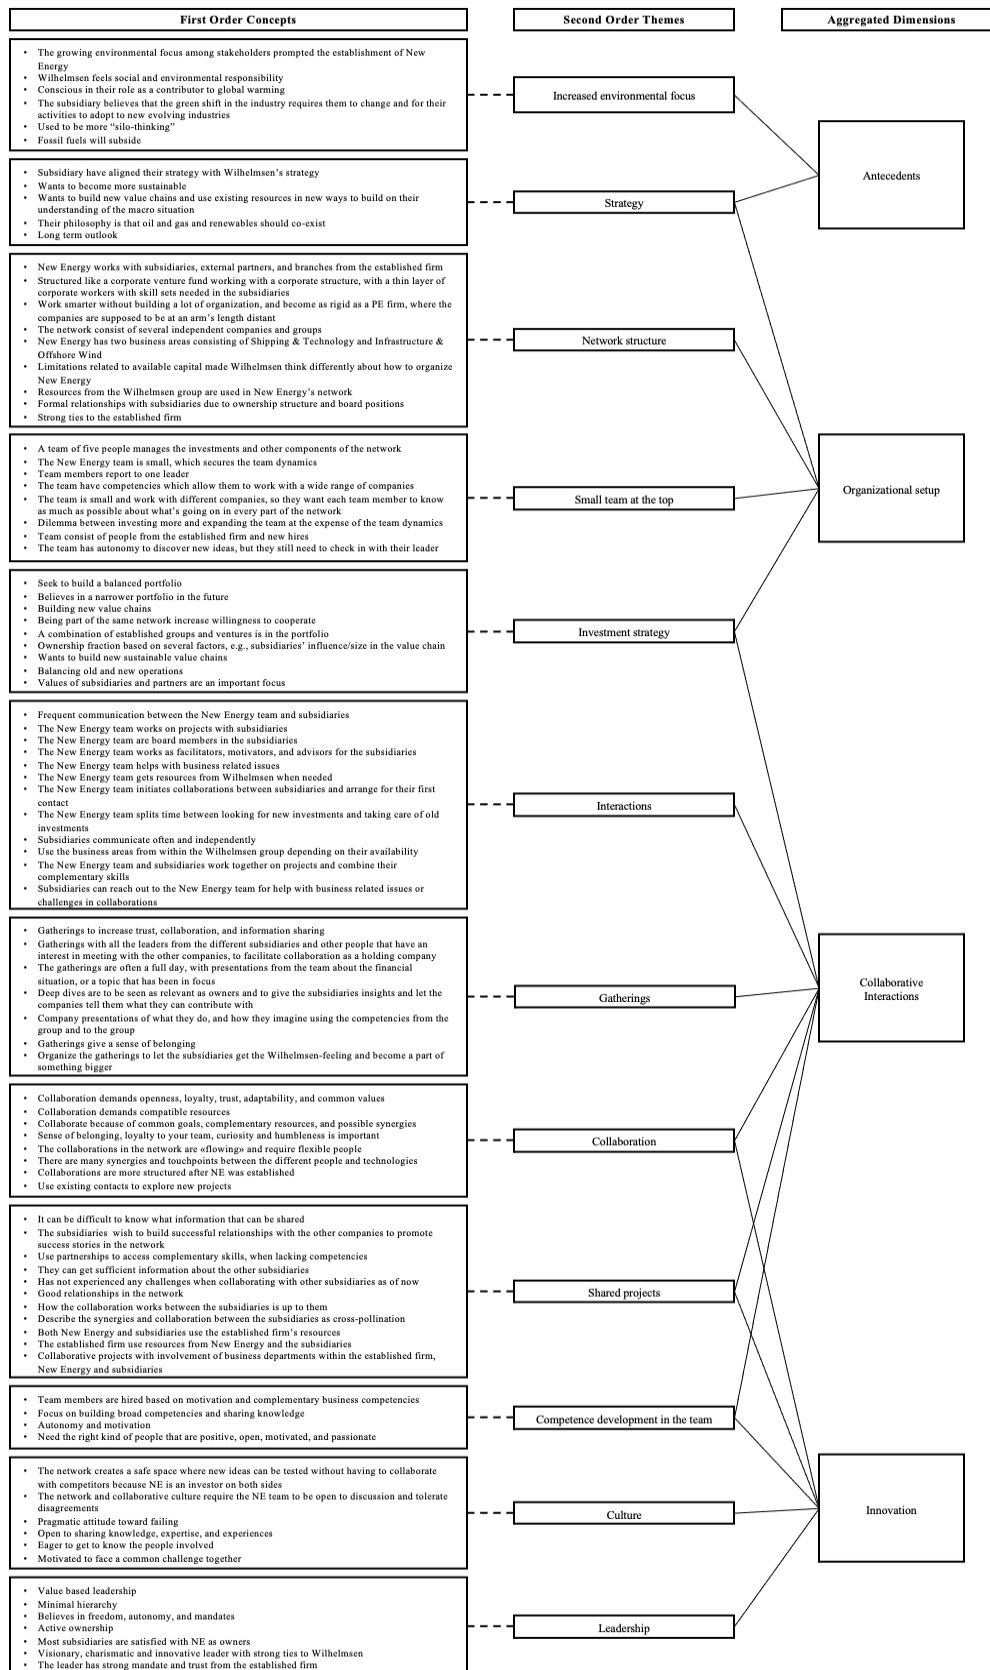 First Order Concepts
Second Order Themes
Aggregated Dimensions
• The growing environmental focus among stakeholders prompted the establishment of New
Energy
• Wilhelmsen feels social and environmental responsibility
• Conscious in their role as a contributor to global warming
• The subsidiary believes that the green shift in the industry requires them to change and for their
activities to adopt to new evolving industries
• Used to be more “silo-thinking”
• Fossil fuels will subside
Increased environmental focus
Antecedents
• Subsidiary have aligned their strategy with Wilhelmsen’s strategy
• Wants to become more sustainable
• Wants to build new value chains and use existing resources in new ways to build on their
understanding of the macro situation
• Their philosophy is that oil and gas and renewables should co-exist
• Long term outlook
Strategy
• New Energy works with subsidiaries, external partners, and branches from the established firm
• Structured like a corporate venture fund working with a corporate structure, with a thin layer of
corporate workers with skill sets needed in the subsidiaries
• Work smarter without building a lot of organization, and become as rigid as a PE firm, where the
companies are supposed to be at an arm’s length distant
• The network consist of several independent companies and groups
• New Energy has two business areas consisting of Shipping & Technology and Infrastructure &
Offshore Wind
• Limitations related to available capital made Wilhelmsen think differently about how to organize
New Energy
• Resources from the Wilhelmsen group are used in New Energy’s network
• Formal relationships with subsidiaries due to ownership structure and board positions
• Strong ties to the established firm
Network structure
• A team of five people manages the investments and other components of the network
• The New Energy team is small, which secures the team dynamics
• Team members report to one leader
• The team have competencies which allow them to work with a wide range of companies
• The team is small and work with different companies, so they want each team member to know
as much as possible about what’s going on in every part of the network
• Dilemma between investing more and expanding the team at the expense of the team dynamics
• Team consist of people from the established firm and new hires
• The team has autonomy to discover new ideas, but they still need to check in with their leader
Small team at the top
Organizational setup
• Seek to build a balanced portfolio
• Believes in a narrower portfolio in the future
• Building new value chains
• Being part of the same network increase willingness to cooperate
• A combination of established groups and ventures is in the portfolio
• Ownership fraction based on several factors, e.g., subsidiaries’ influence/size in the value chain
• Wants to build new sustainable value chains
• Balancing old and new operations
• Values of subsidiaries and partners are an important focus
Investment strategy
• Frequent communication between the New Energy team and subsidiaries
• The New Energy team works on projects with subsidiaries
• The New Energy team are board members in the subsidiaries
• The New Energy team works as facilitators, motivators, and advisors for the subsidiaries
• The New Energy team helps with business related issues
• The New Energy team gets resources from Wilhelmsen when needed
• The New Energy team initiates collaborations between subsidiaries and arrange for their first
contact
• The New Energy team splits time between looking for new investments and taking care of old
investments
• Subsidiaries communicate often and independently
• Use the business areas from within the Wilhelmsen group depending on their availability
• The New Energy team and subsidiaries work together on projects and combine their
complementary skills
• Subsidiaries can reach out to the New Energy team for help with business related issues or
challenges in collaborations
Interactions
• Gatherings to increase trust, collaboration, and information sharing
• Gatherings with all the leaders from the different subsidiaries and other people that have an
interest in meeting with the other companies, to facilitate collaboration as a holding company
• The gatherings are often a full day, with presentations from the team about the financial
situation, or a topic that has been in focus
• Deep dives are to be seen as relevant as owners and to give the subsidiaries insights and let the
companies tell them what they can contribute with
• Company presentations of what they do, and how they imagine using the competencies from the
group and to the group
• Gatherings give a sense of belonging
• Organize the gatherings to let the subsidiaries get the Wilhelmsen-feeling and become a part of
something bigger
Gatherings
Collaborative
Interactions
• Collaboration demands openness, loyalty, trust, adaptability, and common values
• Collaboration demands compatible resources
• Collaborate because of common goals, complementary resources, and possible synergies
• Sense of belonging, loyalty to your team, curiosity and humbleness is important
• The collaborations in the network are «flowing» and require flexible people
• There are many synergies and touchpoints between the different people and technologies
• Collaborations are more structured after NE was established
• Use existing contacts to explore new projects
Collaboration
• It can be difficult to know what information that can be shared
• The subsidiaries wish to build successful relationships with the other companies to promote
success stories in the network
• Use partnerships to access complementary skills, when lacking competencies
• They can get sufficient information about the other subsidiaries
• Has not experienced any challenges when collaborating with other subsidiaries as of now
• Good relationships in the network
• How the collaboration works between the subsidiaries is up to them
• Describe the synergies and collaboration between the subsidiaries as cross-pollination
• Both New Energy and subsidiaries use the established firm’s resources
• The established firm use resources from New Energy and the subsidiaries
• Collaborative projects with involvement of business departments within the established firm,
New Energy and subsidiaries
Shared projects
• Team members are hired based on motivation and complementary business competencies
• Focus on building broad competencies and sharing knowledge
• Autonomy and motivation
• Need the right kind of people that are positive, open, motivated, and passionate
Competence development in the team
• The network creates a safe space where new ideas can be tested without having to collaborate
with competitors because NE is an investor on both sides
• The network and collaborative culture require the NE team to be open to discussion and tolerate
disagreements
• Pragmatic attitude toward failing
• Open to sharing knowledge, expertise, and experiences
• Eager to get to know the people involved
• Motivated to face a common challenge together
Culture
Innovation
• Value based leadership
• Minimal hierarchy
• Believes in freedom, autonomy, and mandates
• Active ownership
• Most subsidiaries are satisfied with NE as owners
• Visionary, charismatic and innovative leader with strong ties to Wilhelmsen
• The leader has strong mandate and trust from the established firm
Leadership